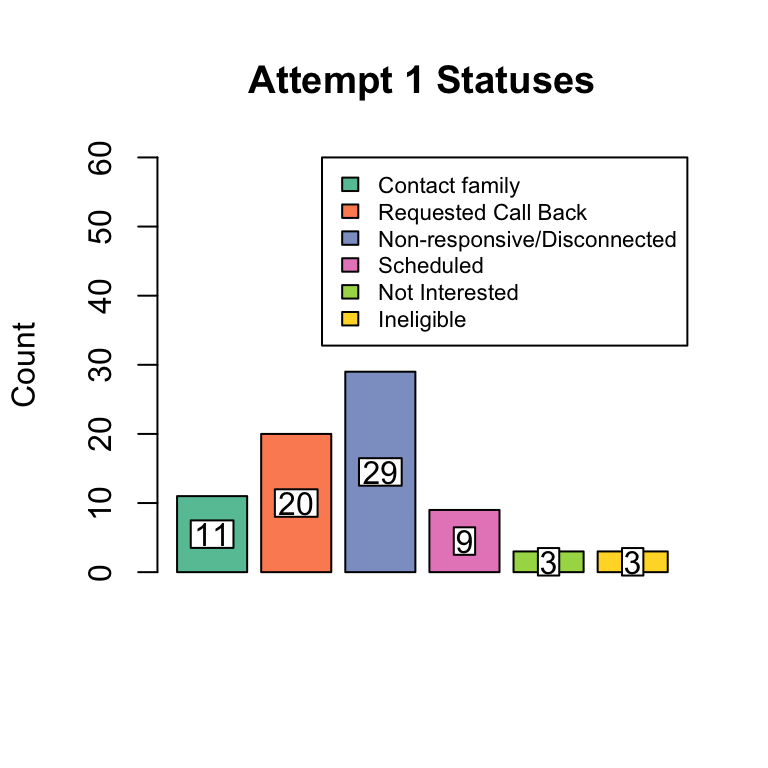 Attempt 1 Statuses
Count
60
50
40
30
20
10
0
Contact family
Requested Call Back
Non-responsive/Disconnected
Scheduled
Not Interested
Ineligible
11
20
29
9
3
3